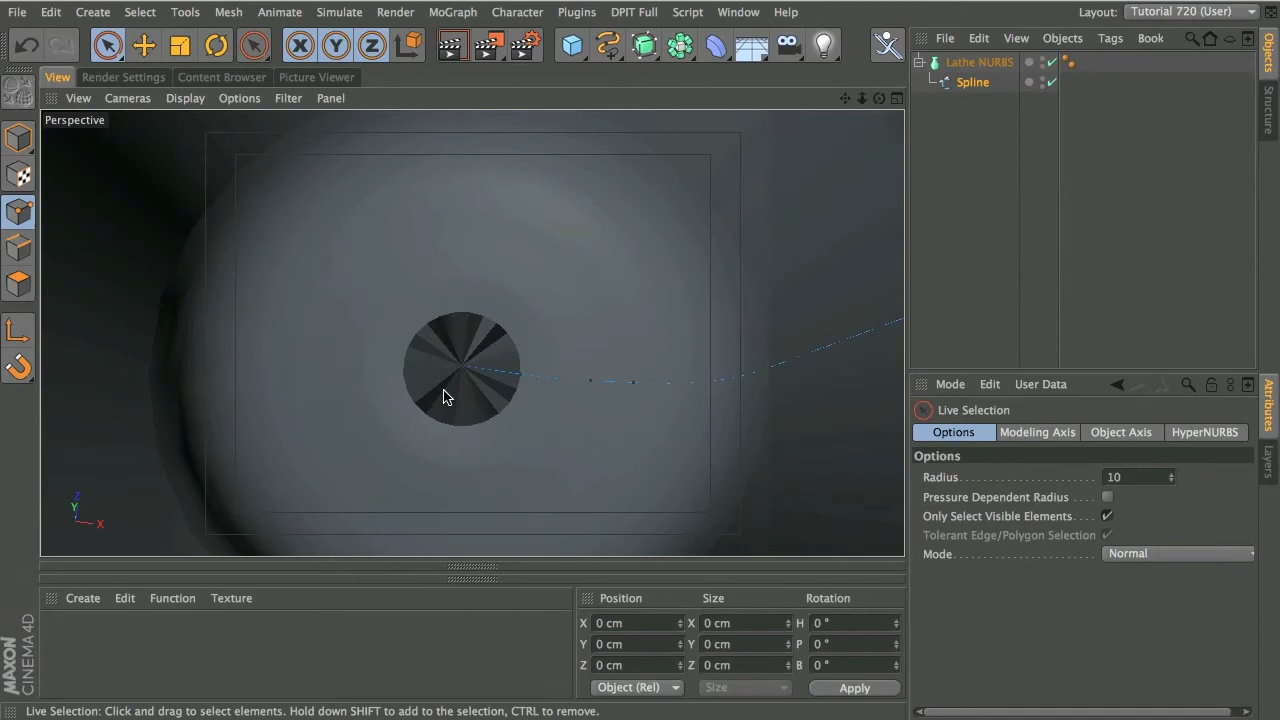 File Edit Create Select Tools Mesh Animate Simulate Render MoGraph Character Plugins DPIT Full Script Window Help Layout: Tutorial 720 (User)
X Y Z
View Render Settings Content Browser Picture Viewer
View Cameras Display Options Filter Panel
Perspective
Z
Y
X
File Edit View Objects Tags Book
Lathe NURBS
Spline
Objects
Structure
Mode Edit User Data
Live Selection
Options Modeling Axis Object Axis HyperNURBS
Options
Radius 10
Pressure Dependent Radius
Only Select Visible Elements
Tolerant Edge/Polygon Selection
Mode Normal
Attributes
Layers
Create Edit Function Texture
Position Size Rotation
X 0 cm X 0 cm H 0 °
Y 0 cm Y 0 cm P 0 °
Z 0 cm Z 0 cm B 0 °
Object (Rel) Size Apply
MAXON
CINEMA 4D
Live Selection: Click and drag to select elements. Hold down SHIFT to add to the selection, CTRL to remove.